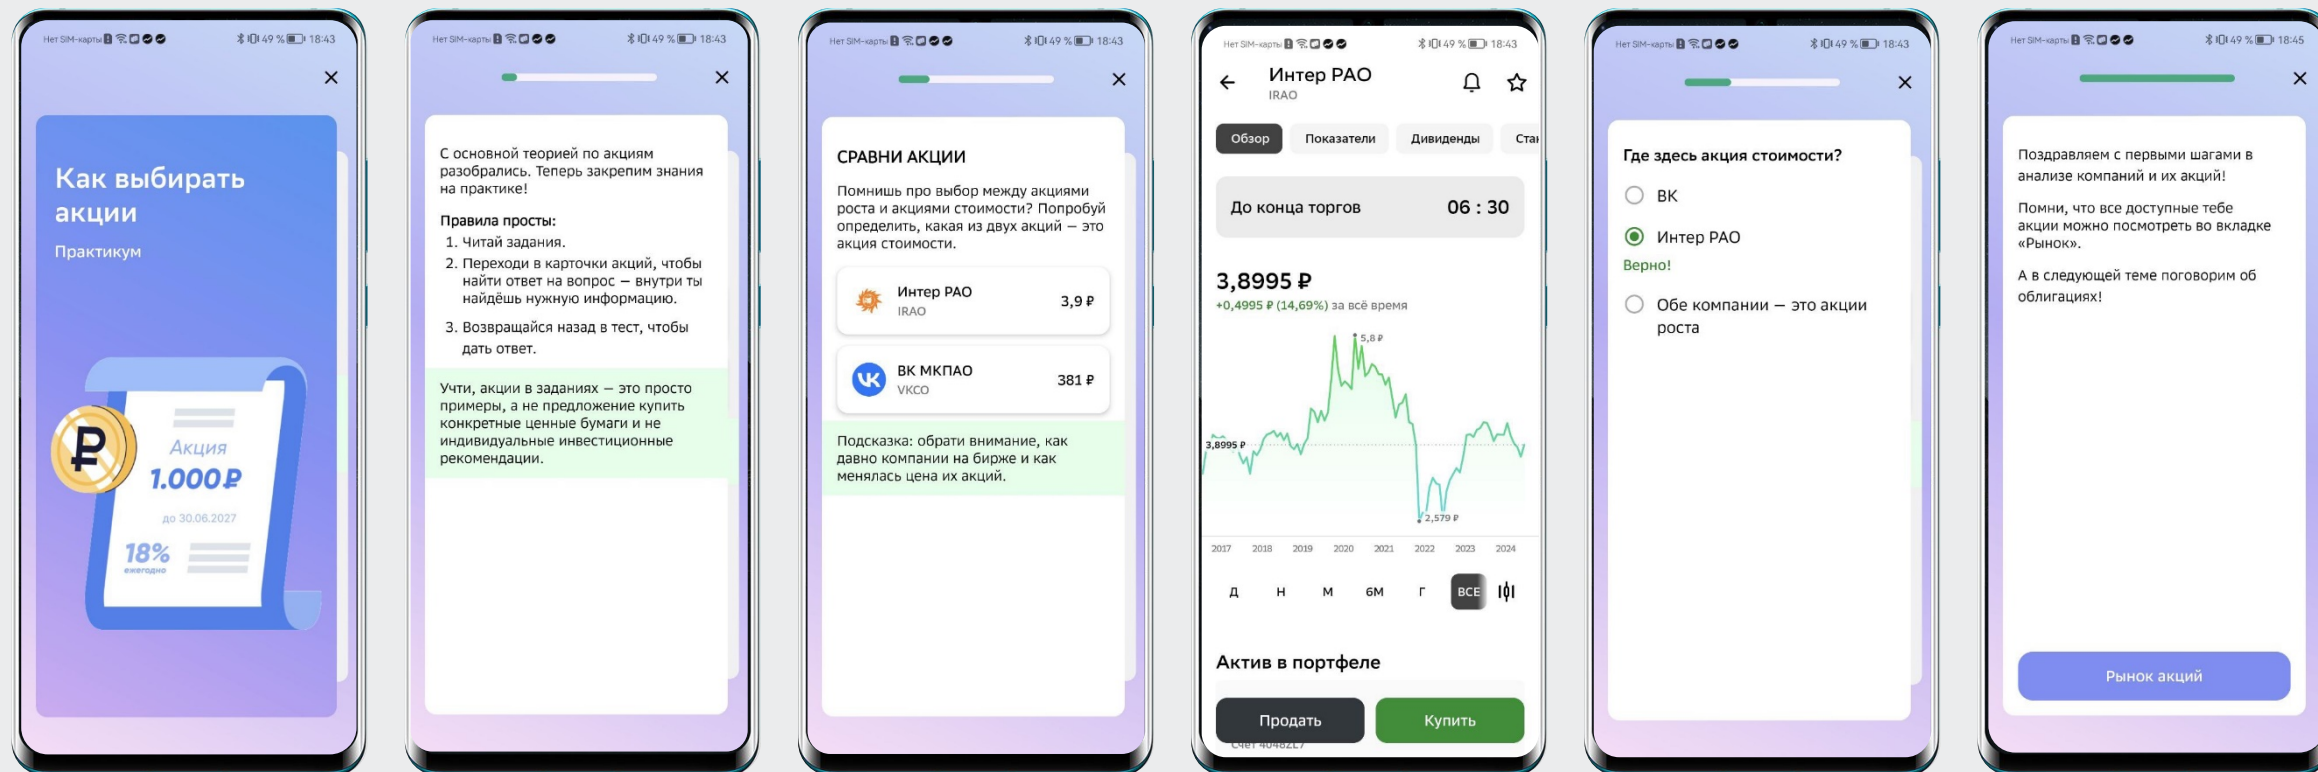 Нет SIM-карты 49 % 18:43
Как выбирать
акции
Практикум
Акция
1.000₽
до 30.06.2027
18%
ежегодно
Нет SIM-карты 49 % 18:43
С основной теорией по акциям
разобрались. Теперь закрепим знания
на практике!
Правила просты:
1. Читай задания.
2. Переходи в карточки акций, чтобы
найти ответ на вопрос — внутри ты
найдёшь нужную информацию.
3. Возвращайся назад в тест, чтобы
дать ответ.
Учти, акции в заданиях — это просто
примеры, а не предложение купить
конкретные ценные бумаги и не
индивидуальные инвестиционные
рекомендации.
Нет SIM-карты 49 % 18:43
СРАВНИ АКЦИИ
Помнишь про выбор между акциями
роста и акциями стоимости? Попробуй
определить, какая из двух акций — это
акция стоимости.
Интер РАО
IRAO
3,9 ₽
ВК МКПАО
VKCO
381 ₽
Подсказка: обрати внимание, как
давно компании на бирже и как
менялась цена их акций.
Нет SIM-карты 49 % 18:43
Интер РАО
IRAO
Обзор Показатели Дивиденды Стак
До конца торгов 06 : 30
3,8995 ₽
+0,4995 ₽ (14,69%) за всё время
5,8 ₽
3,8995 ₽
2,579 ₽
2017 2018 2019 2020 2021 2022 2023 2024
Д Н М 6М Г ВСЕ
Актив в портфеле
Продать Купить
Счёт 4048ZL7
Нет SIM-карты 49 % 18:43
Где здесь акция стоимости?
ВК
Интер РАО
Верно!
Обе компании — это акции
роста
Нет SIM-карты 49 % 18:45
Поздравляем с первыми шагами в
анализе компаний и их акций!
Помни, что все доступные тебе
акции можно посмотреть во вкладке
«Рынок».
А в следующей теме поговорим об
облигациях!
Рынок акций